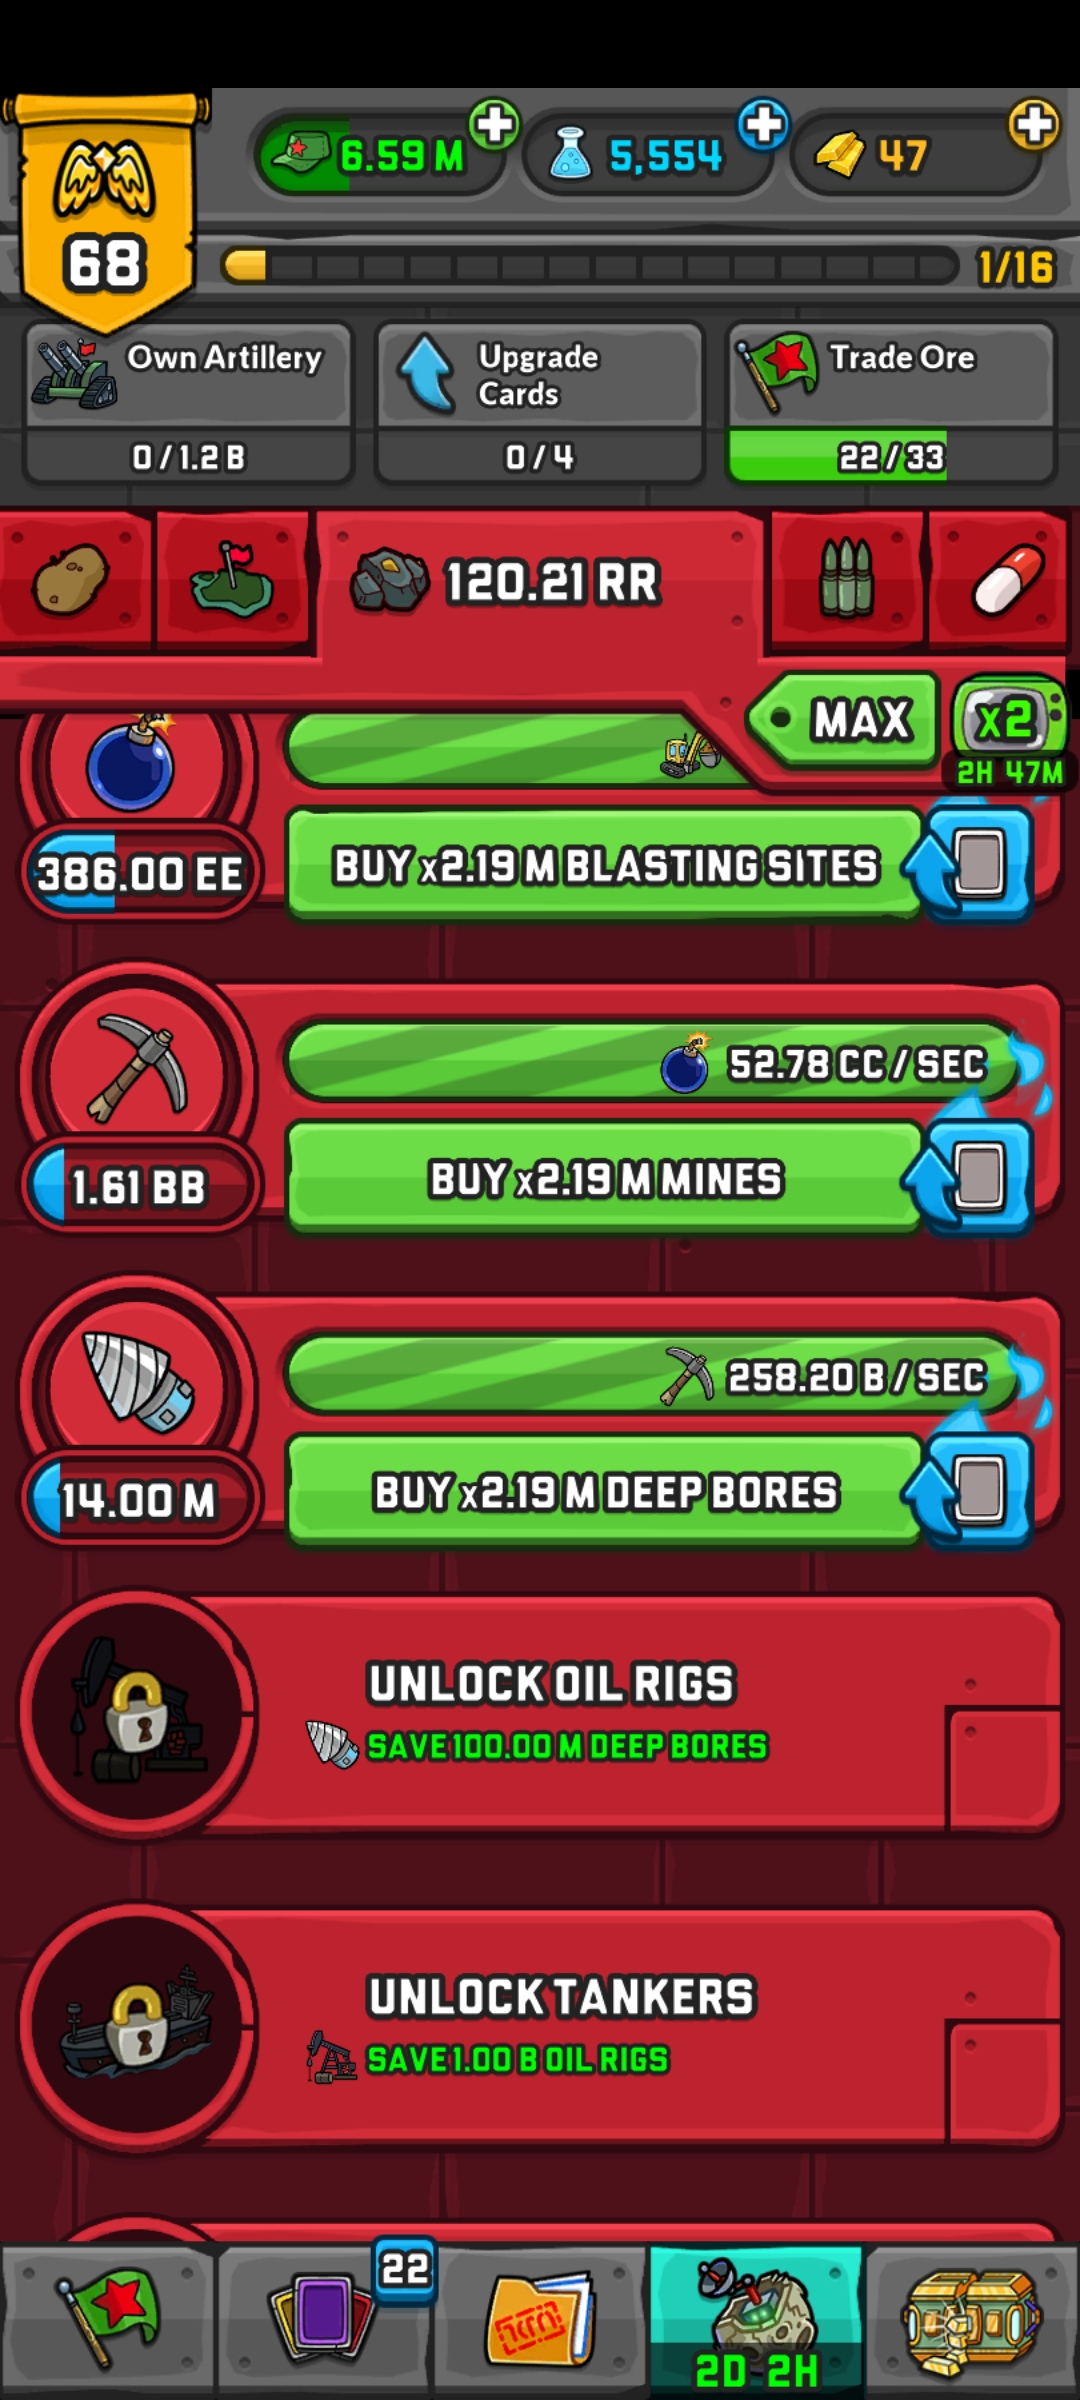 6.59 M
5,554
47
68
1/16
Own Artillery
0 / 1.2 B
Upgrade
Cards
0 / 4
Trade Ore
22 / 33
120.21 RR
MAX
x2
2H 47M
386.00 EE
BUY x2.19 M BLASTING SITES
52.78 CC / SEC
1.61 BB
BUY x2.19 M MINES
258.20 B / SEC
14.00 M
BUY x2.19 M DEEP BORES
UNLOCK OIL RIGS
SAVE 100.00 M DEEP BORES
UNLOCK TANKERS
SAVE 1.00 B OIL RIGS
22
2D 2H